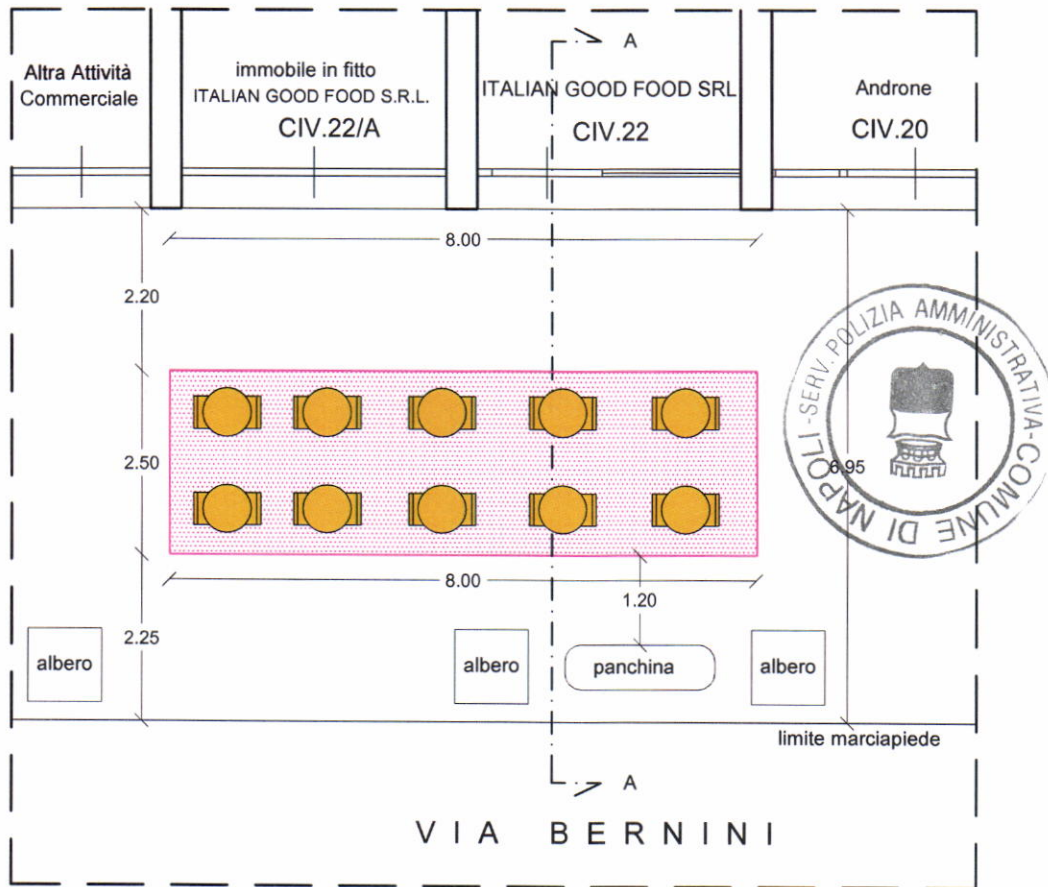 A
Altra Attività
Commerciale
immobile in fitto
ITALIAN GOOD FOOD S.R.L.
CIV.22/A
ITALIAN GOOD FOOD SRL
CIV.22
Androne
CIV.20
8.00
2.20
SERV. POLIZIA AMMINISTRATIVA-COMUNE DI NAPOLI-
2.50
6.95
8.00
1.20
2.25
albero
albero
panchina
albero
limite marciapiede
A
VIA BERNINI